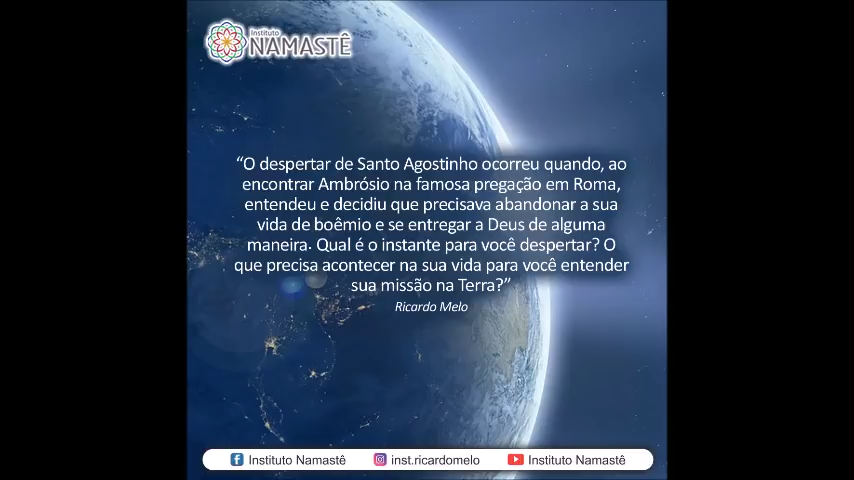 Instituto
NAMASTÊ
“O despertar de Santo Agostinho ocorreu quando, ao
encontrar Ambrósio na famosa pregação em Roma,
entendeu e decidiu que precisava abandonar a sua
vida de boêmio e se entregar a Deus de alguma
maneira. Qual é o instante para você despertar? O
que precisa acontecer na sua vida para você entender
sua missão na Terra?”
Ricardo Melo
Instituto Namastê inst.ricardomelo Instituto Namastê